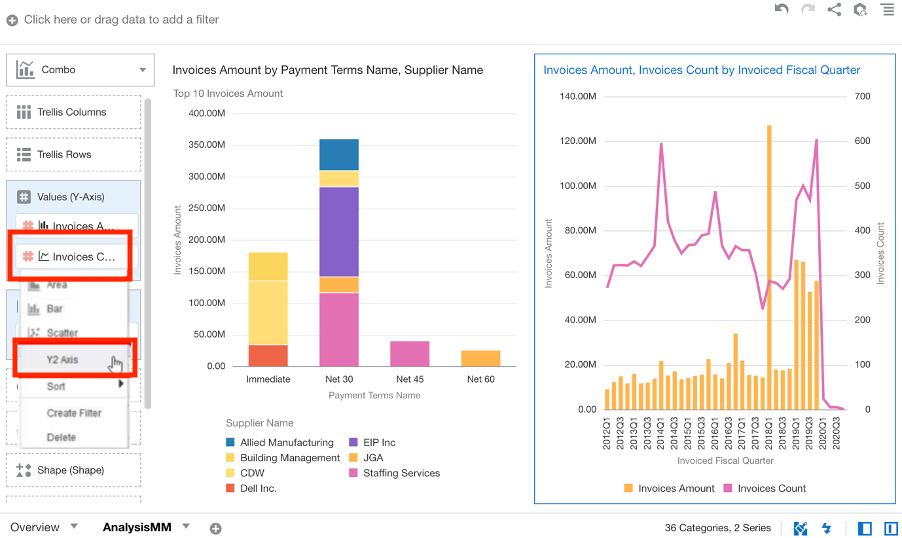 Click here or drag data to add a filter
Combo
Trellis Columns
Trellis Rows
Values (Y-Axis)
Invoices A...
Invoices C...
Area
Bar
Scatter
Y2 Axis
Sort
Create Filter
Delete
Shape (Shape)
Invoices Amount by Payment Terms Name, Supplier Name
Top 10 Invoices Amount
400.00M
350.00M
300.00M
250.00M
200.00M
150.00M
100.00M
50.00M
0.00
Invoices Amount
Immediate Net 30 Net 45 Net 60
Payment Terms Name
Supplier Name
Allied Manufacturing EIP Inc
Building Management JGA
CDW Staffing Services
Dell Inc.
Invoices Amount, Invoices Count by Invoiced Fiscal Quarter
140.00M 700
120.00M 600
100.00M 500
80.00M 400
60.00M 300
40.00M 200
20.00M 100
0.00 0
Invoices Amount
Invoices Count
2012Q1 2012Q3 2013Q1 2013Q3 2014Q1 2014Q3 2015Q1 2015Q3 2016Q1 2016Q3 2017Q1 2017Q3 2018Q1 2018Q3 2019Q1 2019Q3 2020Q1 2020Q3
Invoiced Fiscal Quarter
Invoices Amount Invoices Count
Overview AnalysisMM 36 Categories, 2 Series